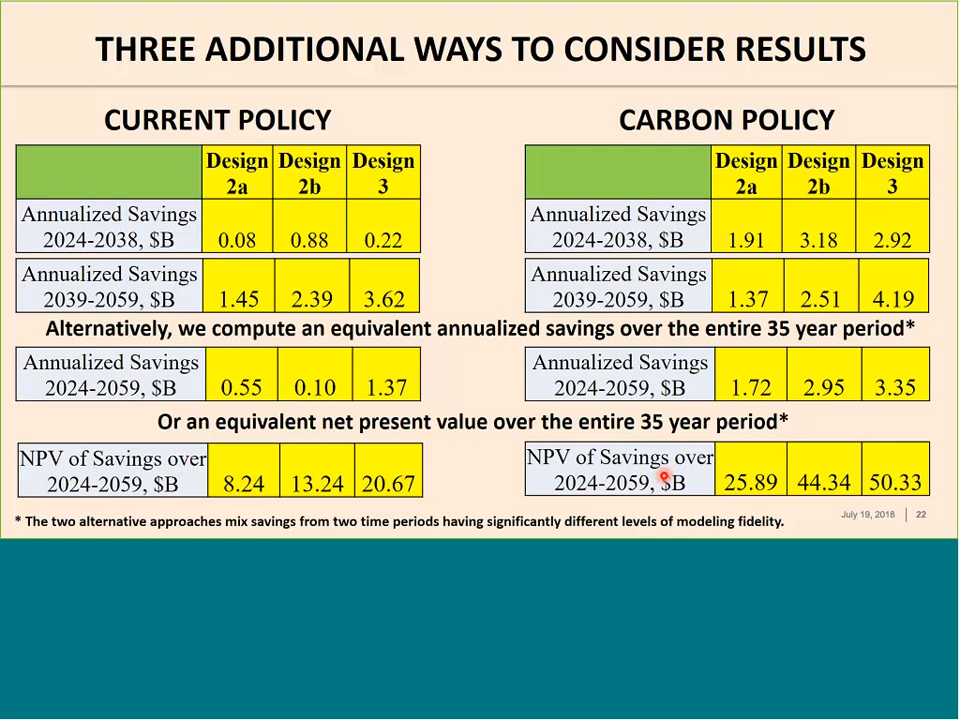 THREE ADDITIONAL WAYS TO CONSIDER RESULTS
CURRENT POLICY
Design 2a Design 2b Design 3
Annualized Savings 2024-2038, $B 0.08 0.88 0.22
Annualized Savings 2039-2059, $B 1.45 2.39 3.62
CARBON POLICY
Design 2a Design 2b Design 3
Annualized Savings 2024-2038, $B 1.91 3.18 2.92
Annualized Savings 2039-2059, $B 1.37 2.51 4.19
Alternatively, we compute an equivalent annualized savings over the entire 35 year period*
Annualized Savings 2024-2059, $B 0.55 0.10 1.37
Annualized Savings 2024-2059, $B 1.72 2.95 3.35
Or an equivalent net present value over the entire 35 year period*
NPV of Savings over 2024-2059, $B 8.24 13.24 20.67
NPV of Savings over 2024-2059, $B 25.89 44.34 50.33
* The two alternative approaches mix savings from two time periods having significantly different levels of modeling fidelity.
July 19, 2018 | 22